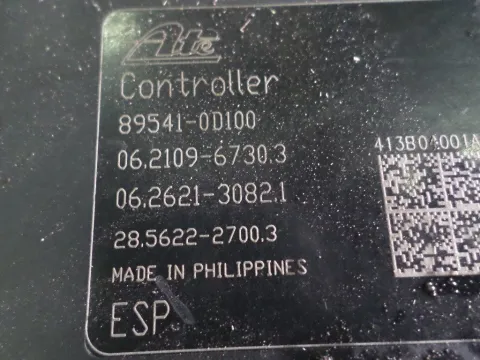 Ate
Controller
89541-0D100
06.2109-6730.3
06.2621-3082.1
28.5622-2700.3
MADE IN PHILIPPINES
ESP
413B0A001A